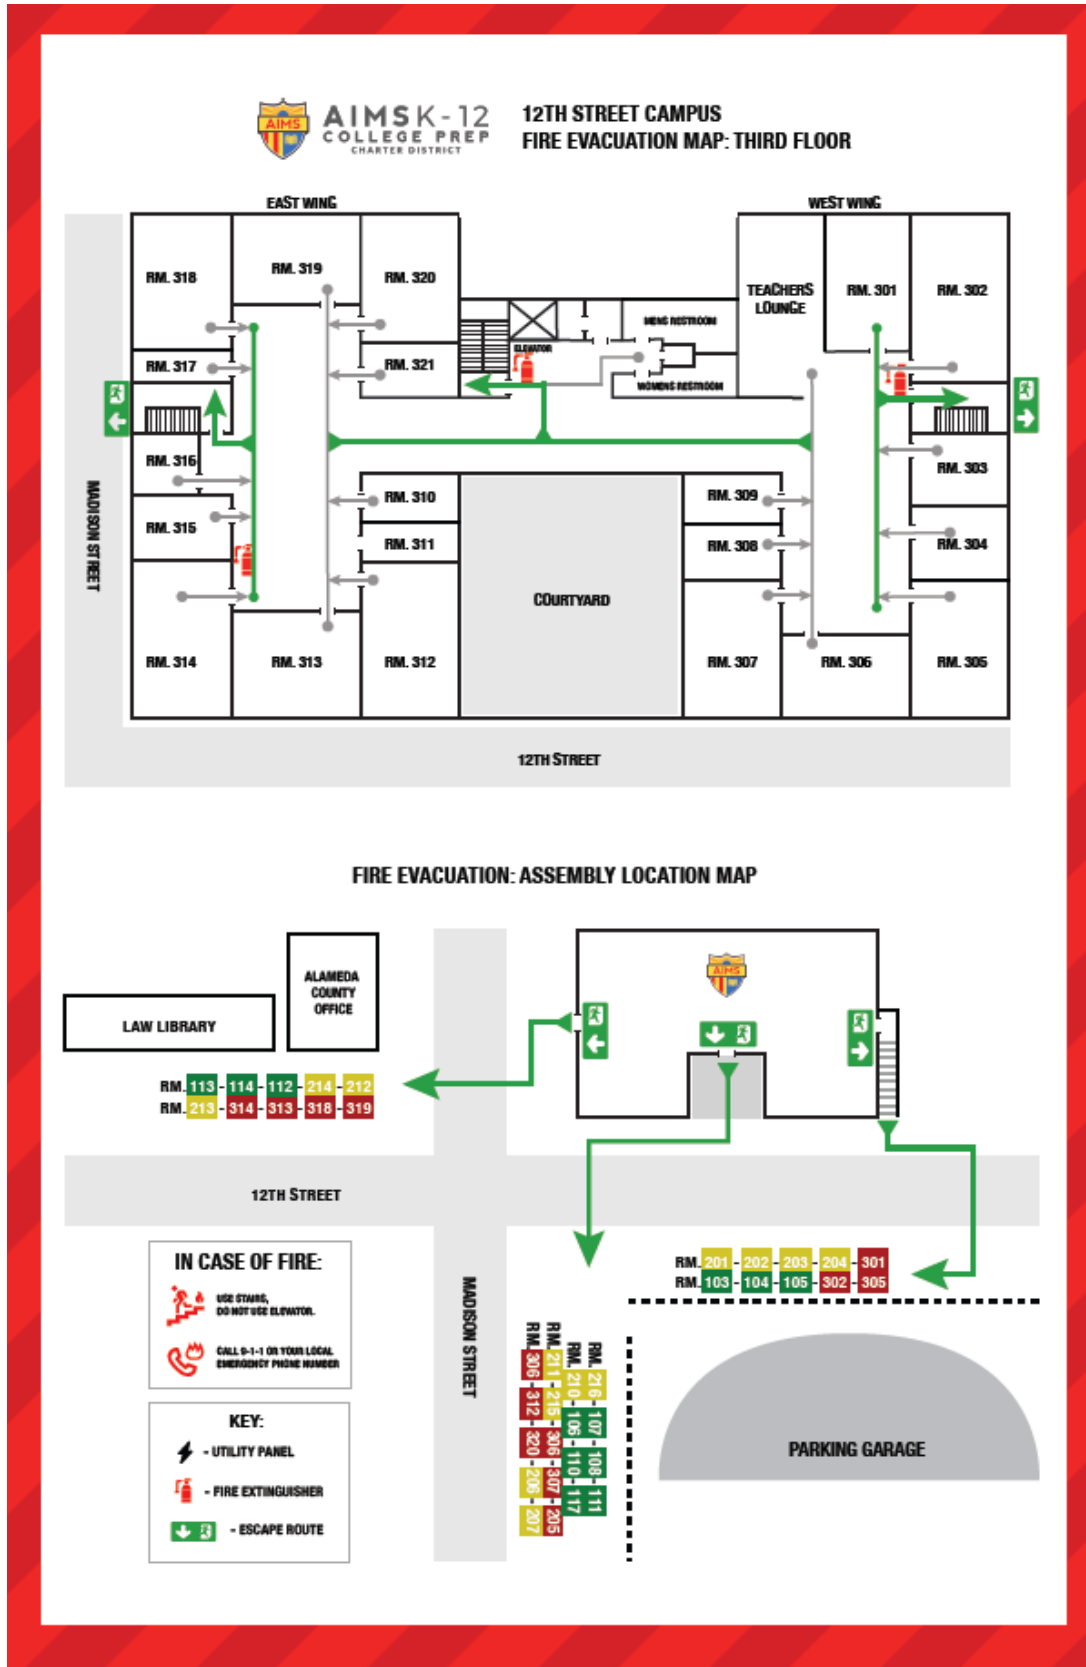 AIMS
AIMS K-12
COLLEGE PREP
CHARTER DISTRICT
12TH STREET CAMPUS
FIRE EVACUATION MAP: THIRD FLOOR
EAST WING
WEST WING
RM. 318
RM. 319
RM. 320
TEACHERS
LOUNGE
RM. 301
RM. 302
MENS RESTROOM
ELEVATOR
RM. 317
RM. 321
WOMENS RESTROOM
RM. 316
RM. 303
RM. 310
RM. 309
RM. 315
RM. 311
RM. 308
RM. 304
MADISON STREET
COURTYARD
RM. 314
RM. 313
RM. 312
RM. 307
RM. 306
RM. 305
12TH STREET
FIRE EVACUATION: ASSEMBLY LOCATION MAP
ALAMEDA
COUNTY
OFFICE
LAW LIBRARY
AIMS
RM. 113 - 114 - 112 - 214 - 212
RM. 213 - 314 - 313 - 318 - 319
12TH STREET
RM. 201 - 202 - 203 - 204 - 301
RM. 103 - 104 - 105 - 302 - 305
IN CASE OF FIRE:
USE STAIRS,
DO NOT USE ELEVATOR.
CALL 9-1-1 OR YOUR LOCAL
EMERGENCY PHONE NUMBER
MADISON STREET
RM. 216 - 107 - 108 - 111
RM. 210 - 106 - 110 - 117
RM. 211 - 215 - 306 - 307 - 205
RM. 306 - 312 - 320 - 206 - 207
PARKING GARAGE
KEY:
- UTILITY PANEL
- FIRE EXTINGUISHER
- ESCAPE ROUTE